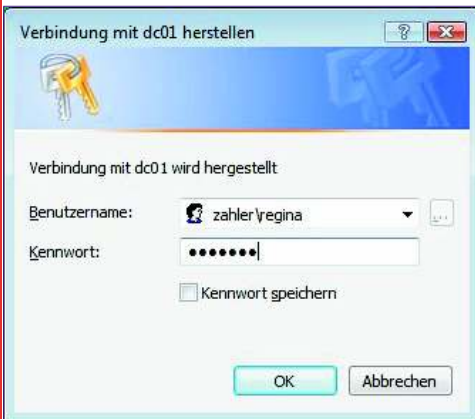 Verbindung mit dc01 herstellen
Verbindung mit dc01 wird hergestellt
Benutzername: zahler\regina
Kennwort: •••••••
Kennwort speichern
OK Abbrechen